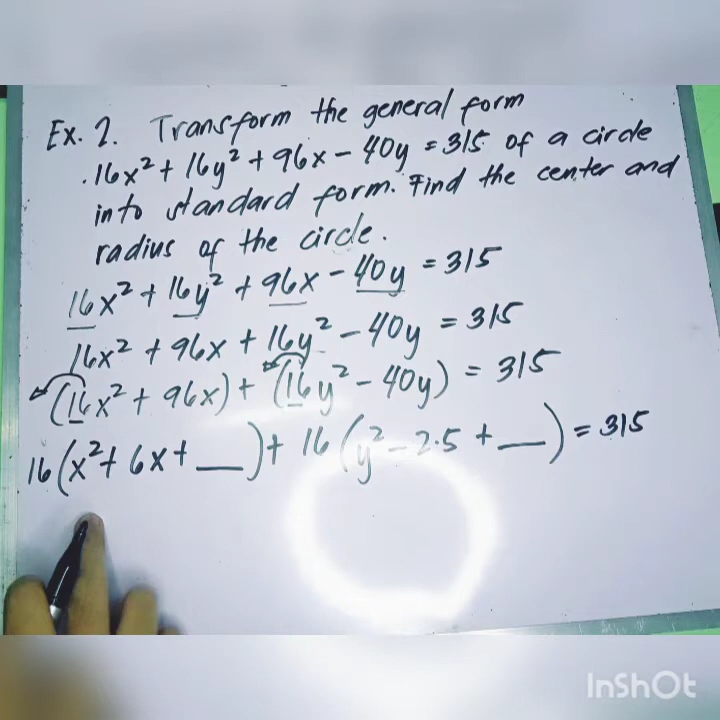 Ex. 2. Transform the general form
.16x² + 16y² + 96x - 40y = 315 of a circle
into standard form. Find the center and
radius of the circle.
16x² + 16y² + 96x - 40y = 315
16x² + 96x + 16y² - 40y = 315
(16x² + 96x) + (16y² - 40y) = 315
16(x² + 6x + __) + 16(y² - 2.5 + __) = 315
InShOt